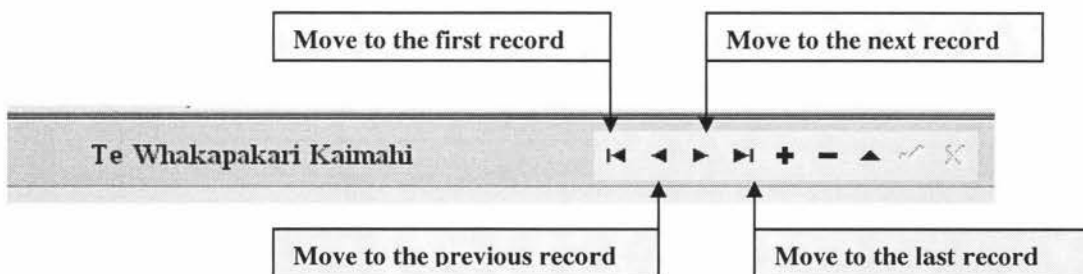 Move to the first record
Move to the next record
Te Whakapakari Kaimahi
Move to the previous record
Move to the last record